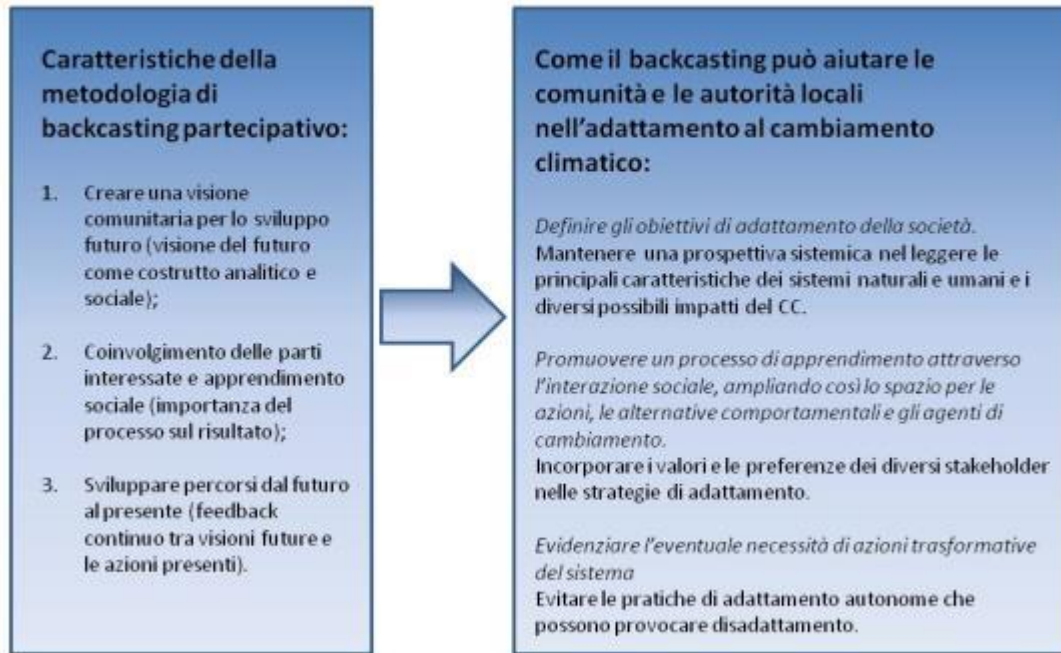 Caratteristiche della
metodologia di
backcasting partecipativo:
1. Creare una visione
comunitaria per lo sviluppo
futuro (visione del futuro
come costrutto analitico e
sociale);
2. Coinvolgimento delle parti
interessate e apprendimento
sociale (importanza del
processo sul risultato);
3. Sviluppare percorsi dal futuro
al presente (feedback
continuo tra visioni future e
le azioni presenti).
Come il backcasting può aiutare le
comunità e le autorità locali
nell'adattamento al cambiamento
climatico:
Definire gli obiettivi di adattamento della società.
Mantenere una prospettiva sistemica nel leggere le
principali caratteristiche dei sistemi naturali e umani e i
diversi possibili impatti del CC.
Promuovere un processo di apprendimento attraverso
l'interazione sociale, ampliando così lo spazio per le
azioni, le alternative comportamentali e gli agenti di
cambiamento.
Incorporare i valori e le preferenze dei diversi stakeholder
nelle strategie di adattamento.
Evidenziare l'eventuale necessità di azioni trasformative
del sistema
Evitare le pratiche di adattamento autonome che
possono provocare disadattamento.